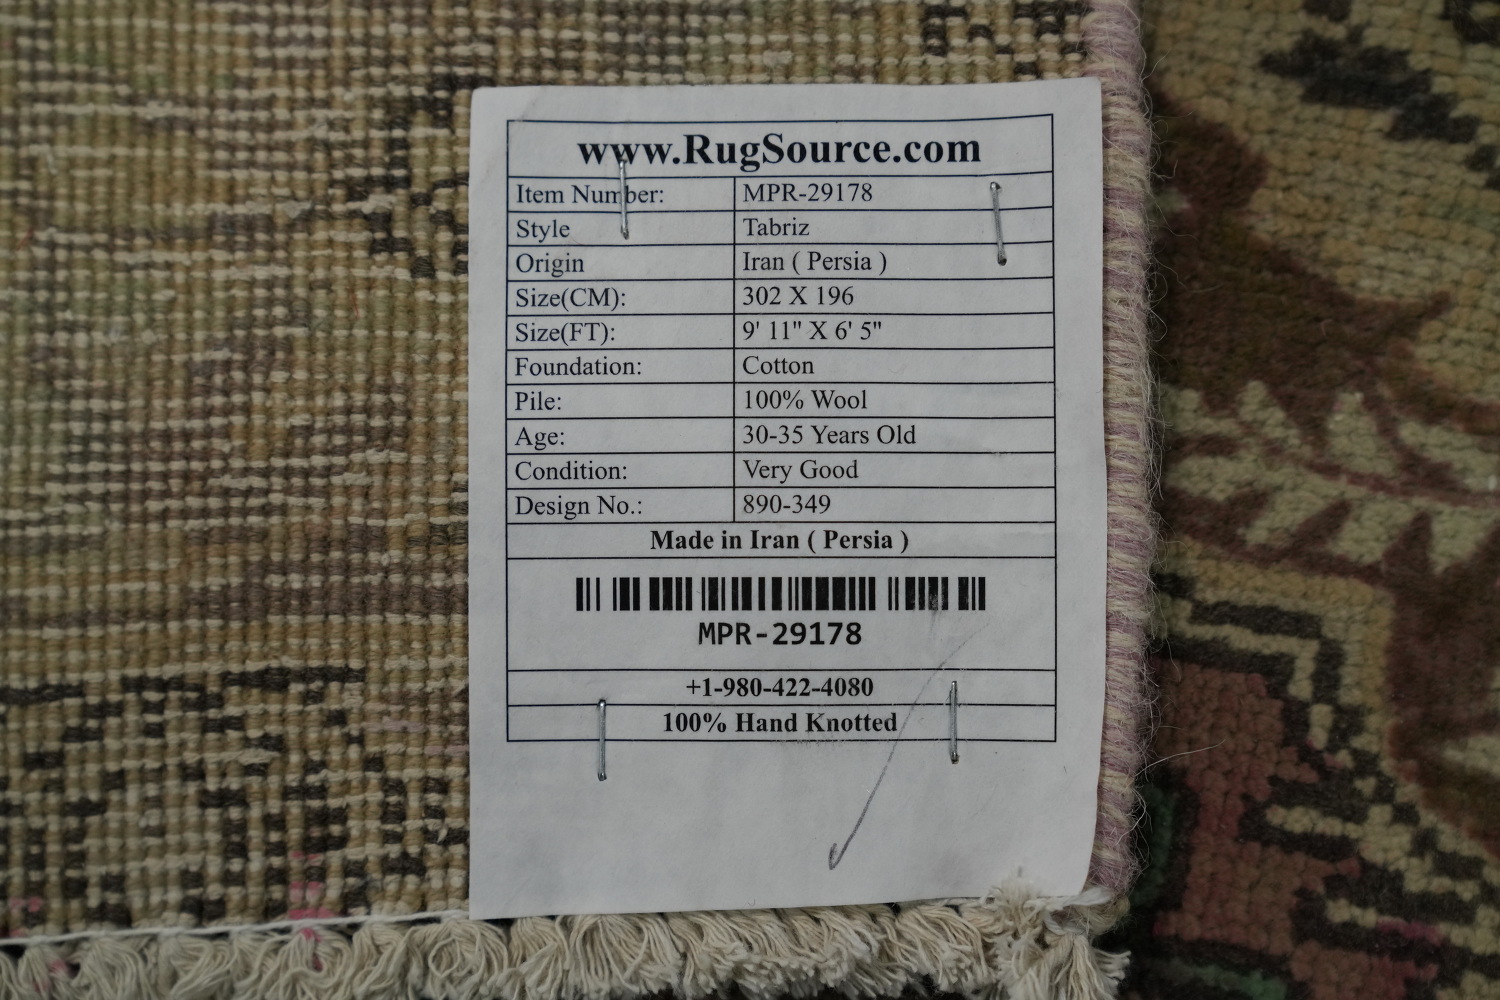 www.RugSource.com
Item Number: MPR-29178
Style Tabriz
Origin Iran ( Persia )
Size(CM): 302 X 196
Size(FT): 9' 11" X 6' 5"
Foundation: Cotton
Pile: 100% Wool
Age: 30-35 Years Old
Condition: Very Good
Design No.: 890-349
Made in Iran ( Persia )
MPR-29178
+1-980-422-4080
100% Hand Knotted